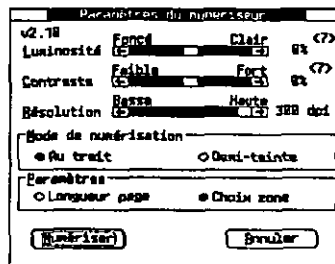 Paramètres du numériseur
v2.10 Foncé Clair <?>
Luminosité 0%
Faible Fort <?>
Contraste 0%
Basse Haute
Résolution 300 dpi
Mode de numérisation
Au trait Demi-teinte
Paramètres
Longueur page Choix zone
Numériser Annuler